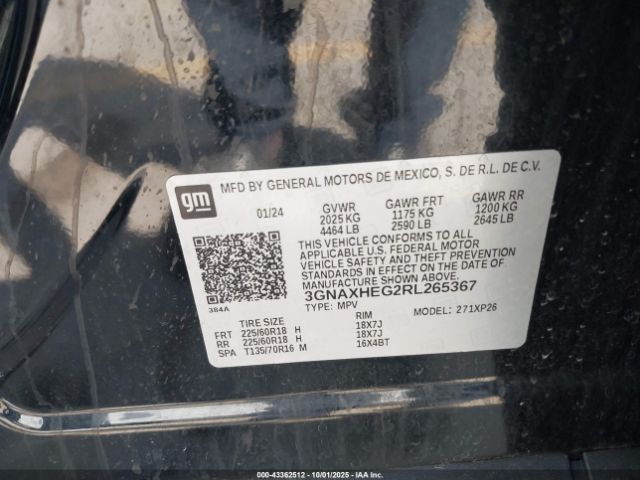 gm
MFD BY GENERAL MOTORS DE MEXICO, S. DE R.L. DE C.V.
01/24 GVWR GAWR FRT GAWR RR
2025 KG 1175 KG 1200 KG
4464 LB 2590 LB 2645 LB
THIS VEHICLE CONFORMS TO ALL
APPLICABLE U.S. FEDERAL MOTOR
VEHICLE SAFETY AND THEFT PREVENTION
STANDARDS IN EFFECT ON THE DATE OF
MANUFACTURE SHOWN ABOVE.
3GNAXHEG2RL265367
384A
TYPE: MPV MODEL: 271XP26
TIRE SIZE RIM
FRT 225/60R18 H 18X7J
RR 225/60R18 H 18X7J
SPA T135/70R16 M 16X4BT
000-43362512 - 10/01/2025 - IAAI.COM